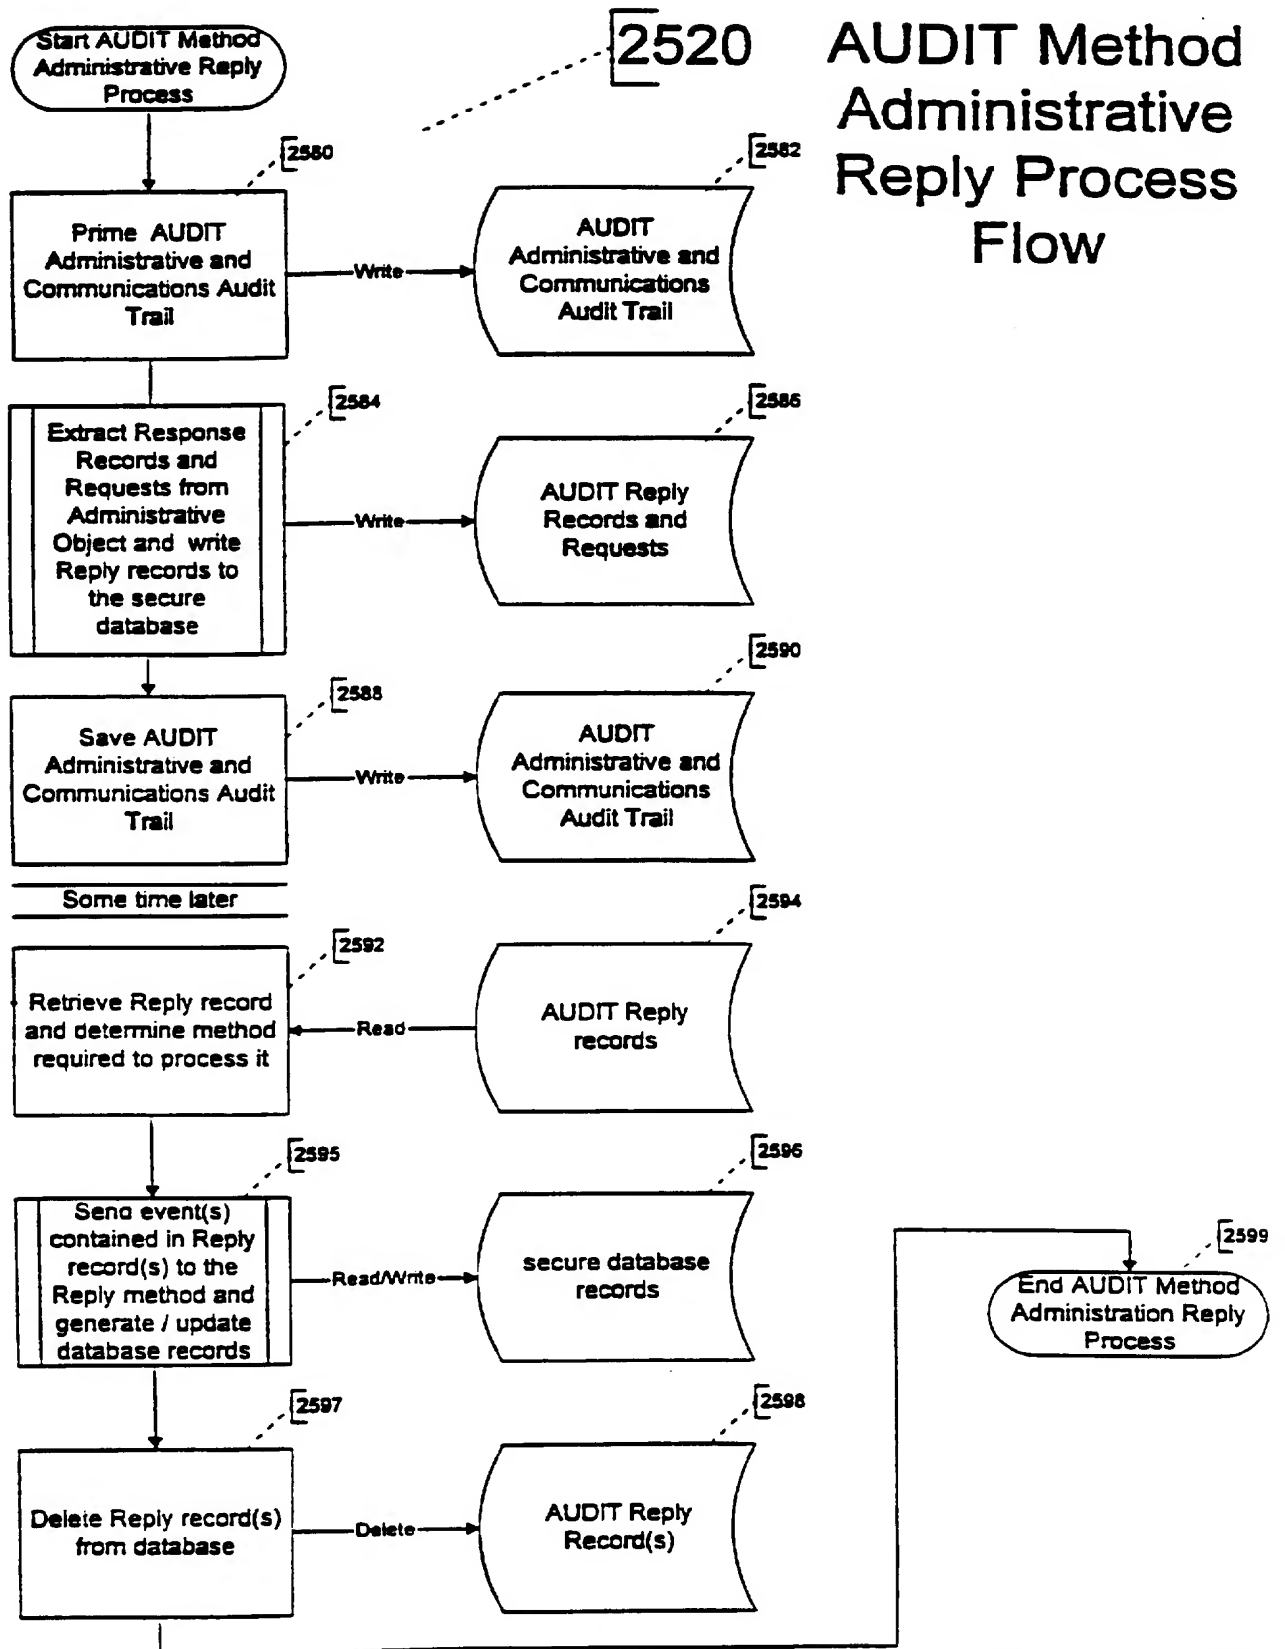 2520
AUDIT Method
Administrative
Reply Process
Flow
Start AUDIT Method
Administrative Reply
Process
2580
Prime AUDIT
Administrative and
Communications Audit
Trail
Write
2582
AUDIT
Administrative and
Communications
Audit Trail
2584
Extract Response
Records and
Requests from
Administrative
Object and write
Reply records to
the secure
database
Write
2586
AUDIT Reply
Records and
Requests
2588
Save AUDIT
Administrative and
Communications Audit
Trail
Write
2590
AUDIT
Administrative and
Communications
Audit Trail
Some time later
2592
Retrieve Reply record
and determine method
required to process it
Read
2594
AUDIT Reply
records
2595
Send event(s)
contained in Reply
record(s) to the
Reply method and
generate / update
database records
Read/Write
2596
secure database
records
2597
Delete Reply record(s)
from database
Delete
2598
AUDIT Reply
Record(s)
2599
End AUDIT Method
Administration Reply
Process